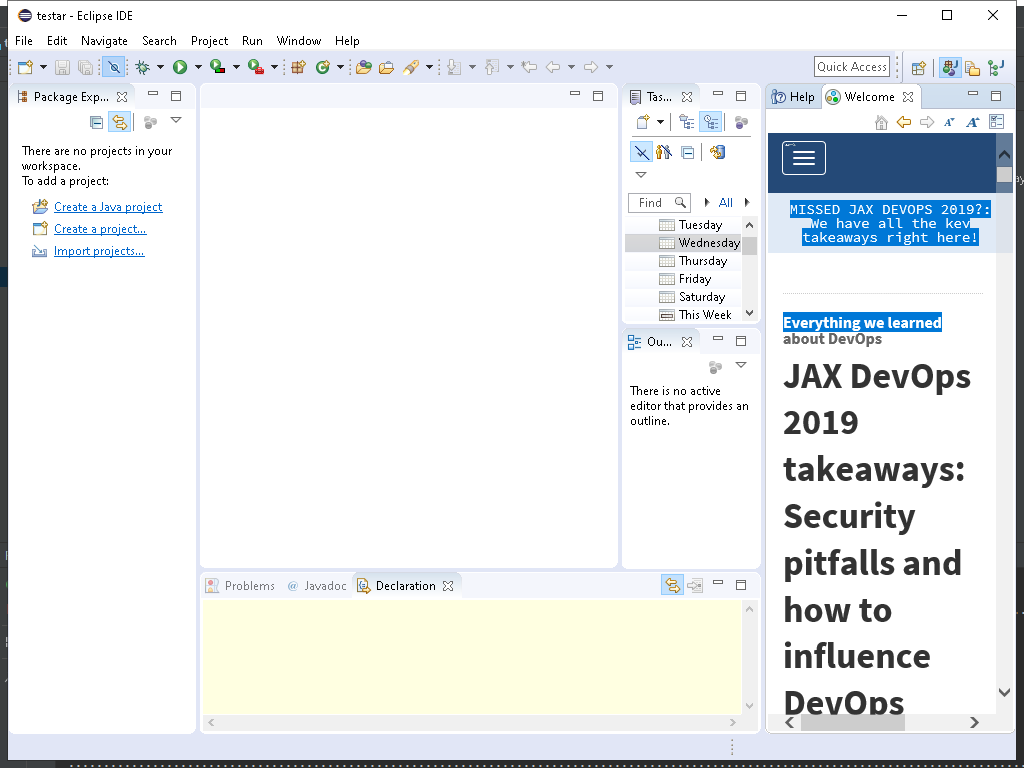 testar - Eclipse IDE
File Edit Navigate Search Project Run Window Help
Quick Access
Package Exp...
There are no projects in your
workspace.
To add a project:
Create a Java project
Create a project...
Import projects...
Tas...
Find
All
Tuesday
Wednesday
Thursday
Friday
Saturday
This Week
Ou...
There is no active
editor that provides an
outline.
Problems @ Javadoc Declaration
Help Welcome
MISSED JAX DEVOPS 2019?:
We have all the key
takeaways right here!
Everything we learned
about DevOps
JAX DevOps
2019
takeaways:
Security
pitfalls and
how to
influence
DevOps